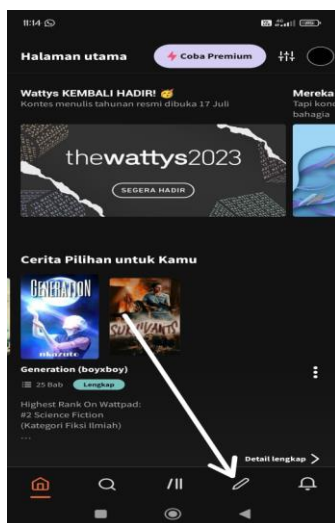 11:14
Halaman utama
Coba Premium
Wattys KEMBALI HADIR! 🥳
Kontes menulis tahunan resmi dibuka 17 Juli
Mereka
Tapi kond
bahagia
thewattys2023
SEGERA HADIR
Cerita Pilihan untuk Kamu
GENERATION
nkazute
SURVIVANTS
Generation (boyxboy)
25 Bab
Lengkap
Highest Rank On Wattpad:
#2 Science Fiction
(Kategori Fiksi Ilmiah)
...
Detail lengkap